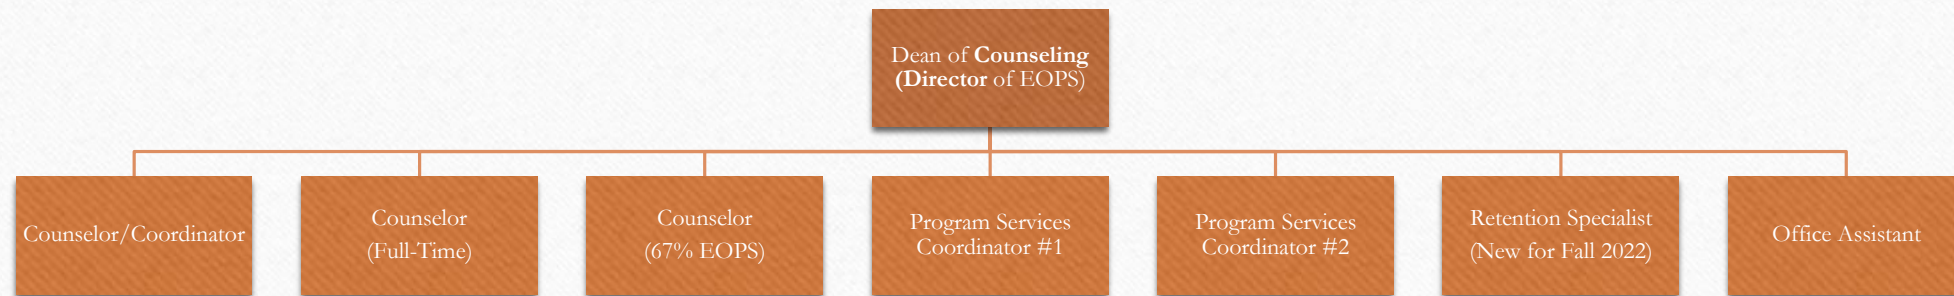 Dean of Counseling
(Director of EOPS)
Counselor/Coordinator
Counselor
(Full-Time)
Counselor
(67% EOPS)
Program Services
Coordinator #1
Program Services
Coordinator #2
Retention Specialist
(New for Fall 2022)
Office Assistant